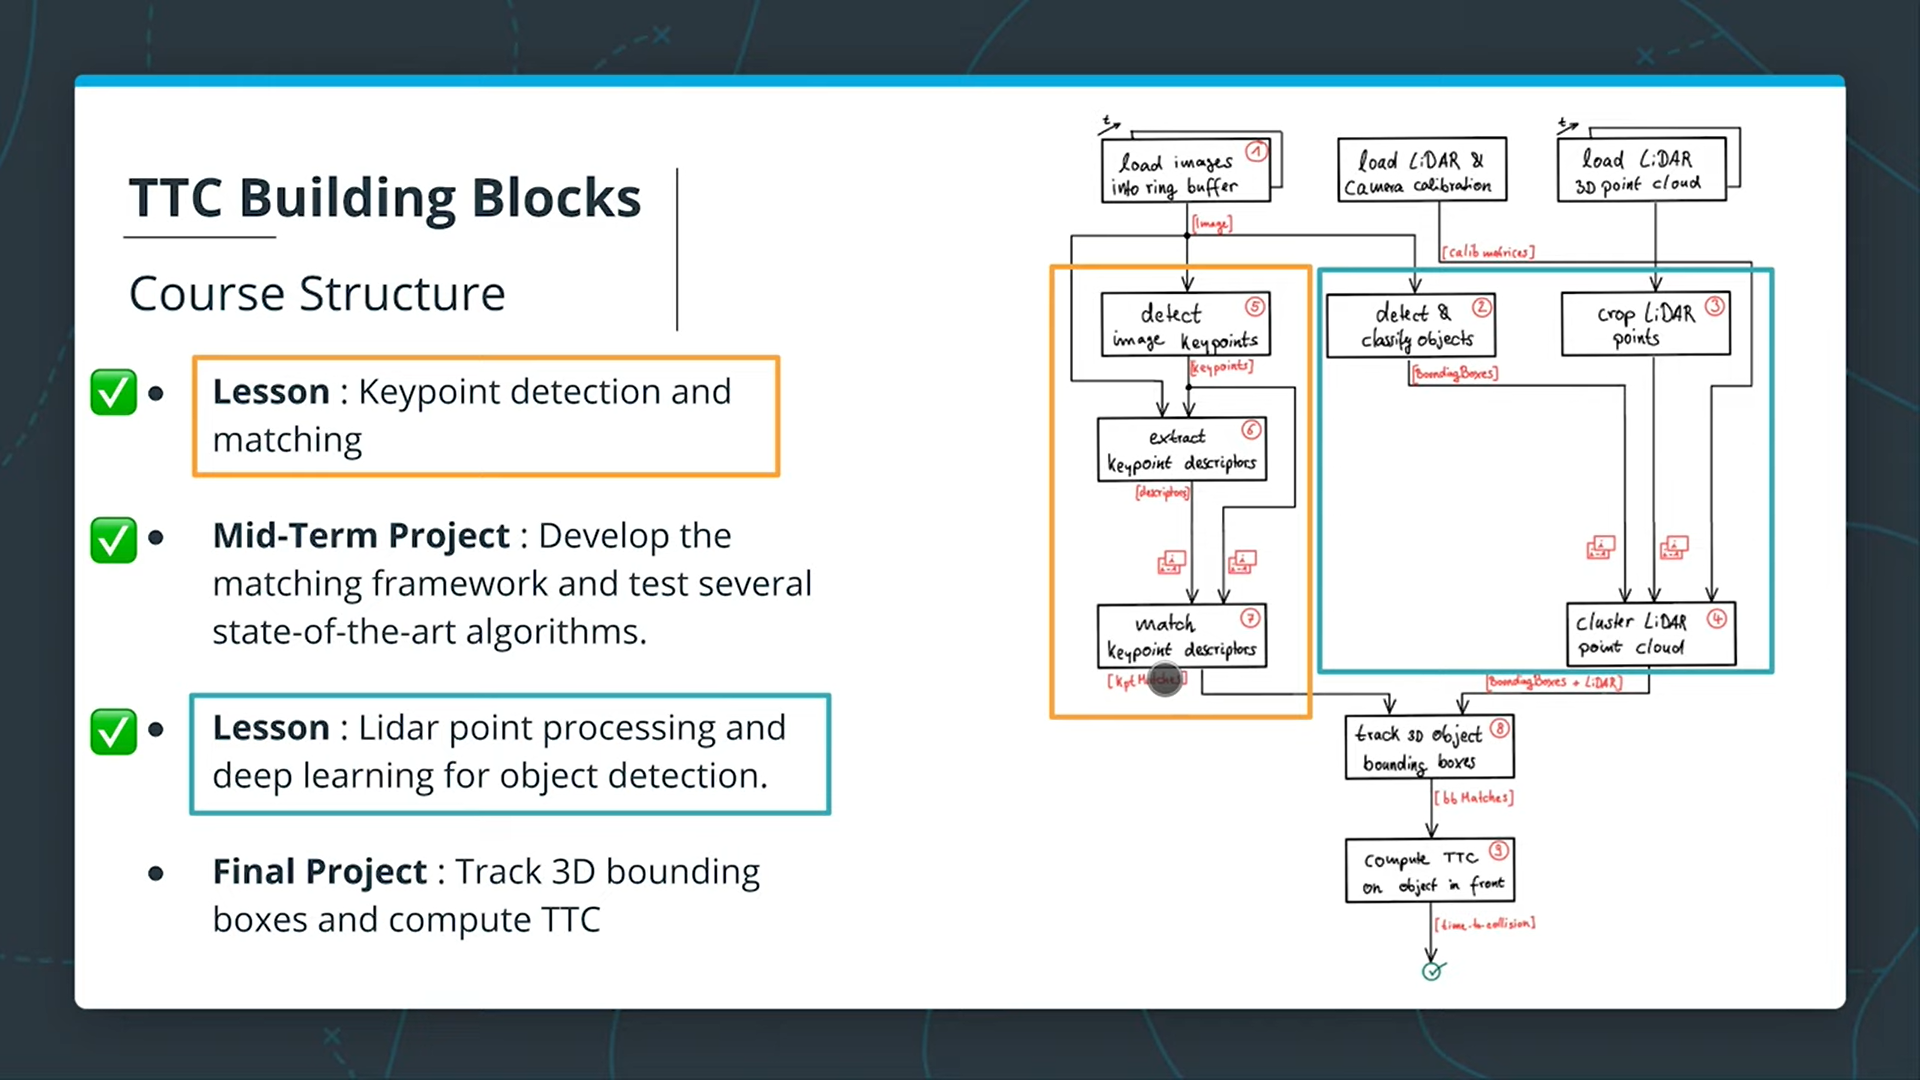 TTC Building Blocks
Course Structure
✅ • Lesson : Keypoint detection and
matching
✅ • Mid-Term Project : Develop the
matching framework and test several
state-of-the-art algorithms.
✅ • Lesson : Lidar point processing and
deep learning for object detection.
• Final Project : Track 3D bounding
boxes and compute TTC
t
load images
into ring buffer
1
load LiDAR &
Camera calibration
t
load LiDAR
3D point cloud
[Image]
[calib matrices]
detect
image keypoints
5
detect &
classify objects
2
crop LiDAR
points
3
[keypoints]
[BoundingBoxes]
extract
keypoint descriptors
6
[descriptors]
match
keypoint descriptors
7
cluster LiDAR
point cloud
4
[kpt
[BoundingBoxes + LiDAR]
track 3D object
bounding boxes
8
[bb Matches]
compute TTC
on object in front
9
[time-to-collision]